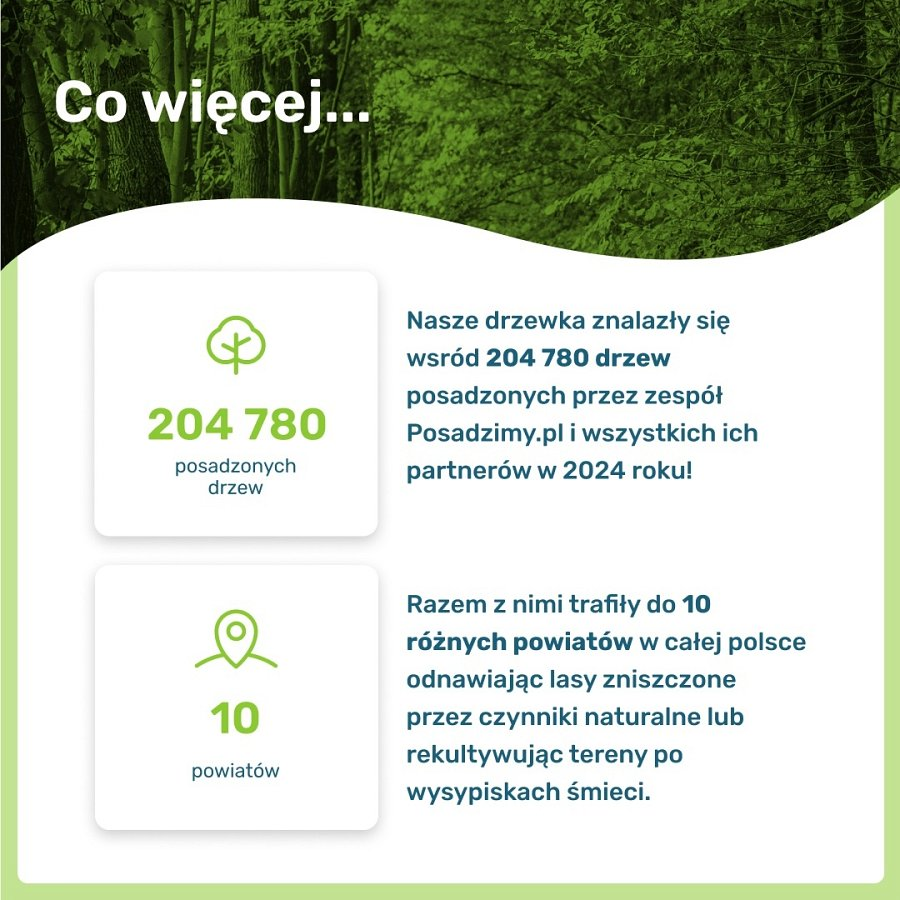 Co więcej...
204 780
posadzonych
drzew
Nasze drzewka znalazły się
wsród 204 780 drzew
posadzonych przez zespół
Posadzimy.pl i wszystkich ich
partnerów w 2024 roku!
10
powiatów
Razem z nimi trafiły do 10
różnych powiatów w całej polsce
odnawiając lasy zniszczone
przez czynniki naturalne lub
rekultywując tereny po
wysypiskach śmieci.